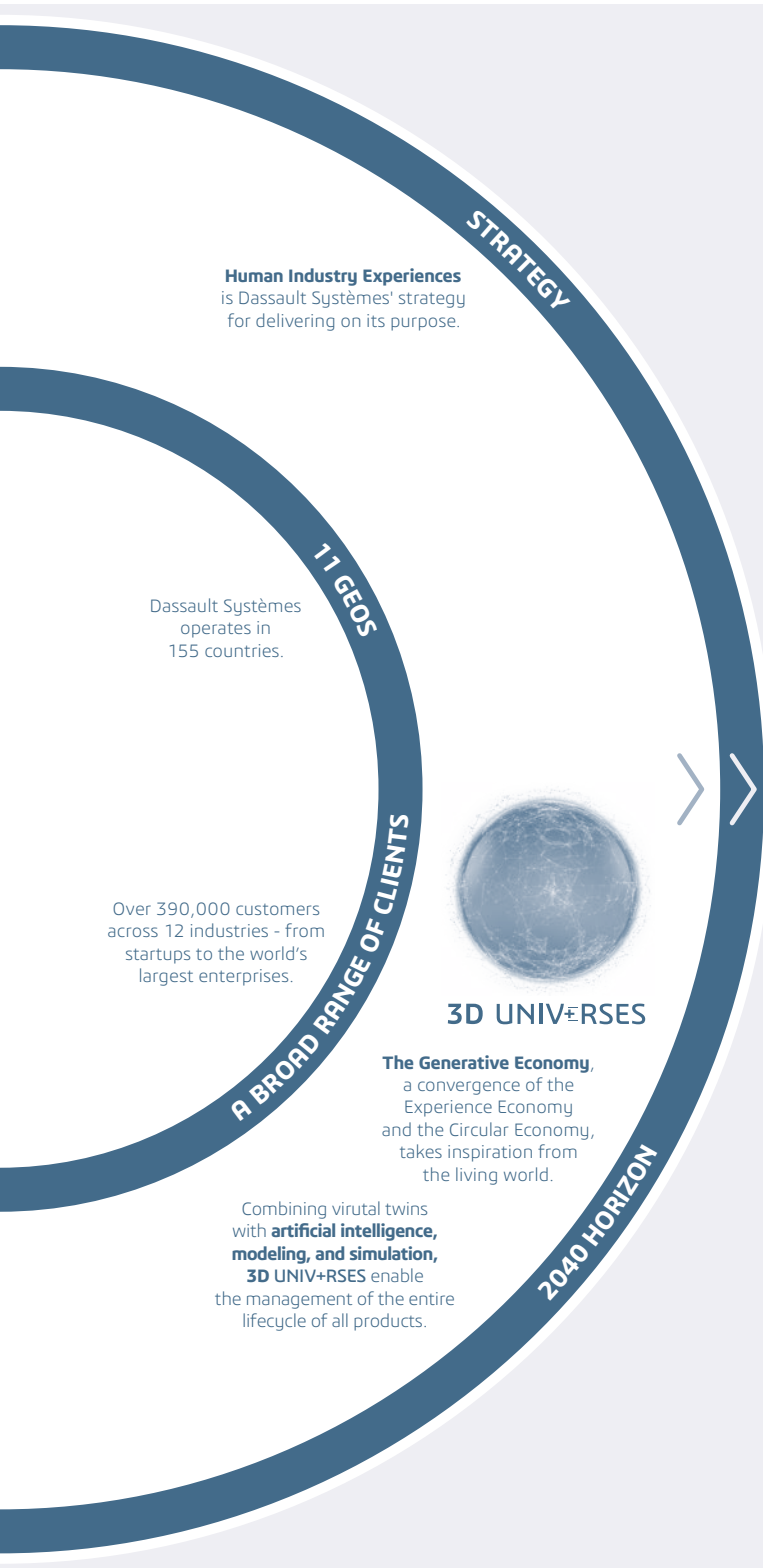 STRATEGY
Human Industry Experiences
is Dassault Systèmes' strategy
for delivering on its purpose.
11 GEOS
Dassault Systèmes
operates in
155 countries.
A BROAD RANGE OF CLIENTS
Over 390,000 customers
across 12 industries - from
startups to the world's
largest enterprises.
3D UNIV+RSES
The Generative Economy,
a convergence of the
Experience Economy
and the Circular Economy,
takes inspiration from
the living world.
2040 HORIZON
Combining virutal twins
with artificial intelligence,
modeling, and simulation,
3D UNIV+RSES enable
the management of the entire
lifecycle of all products.